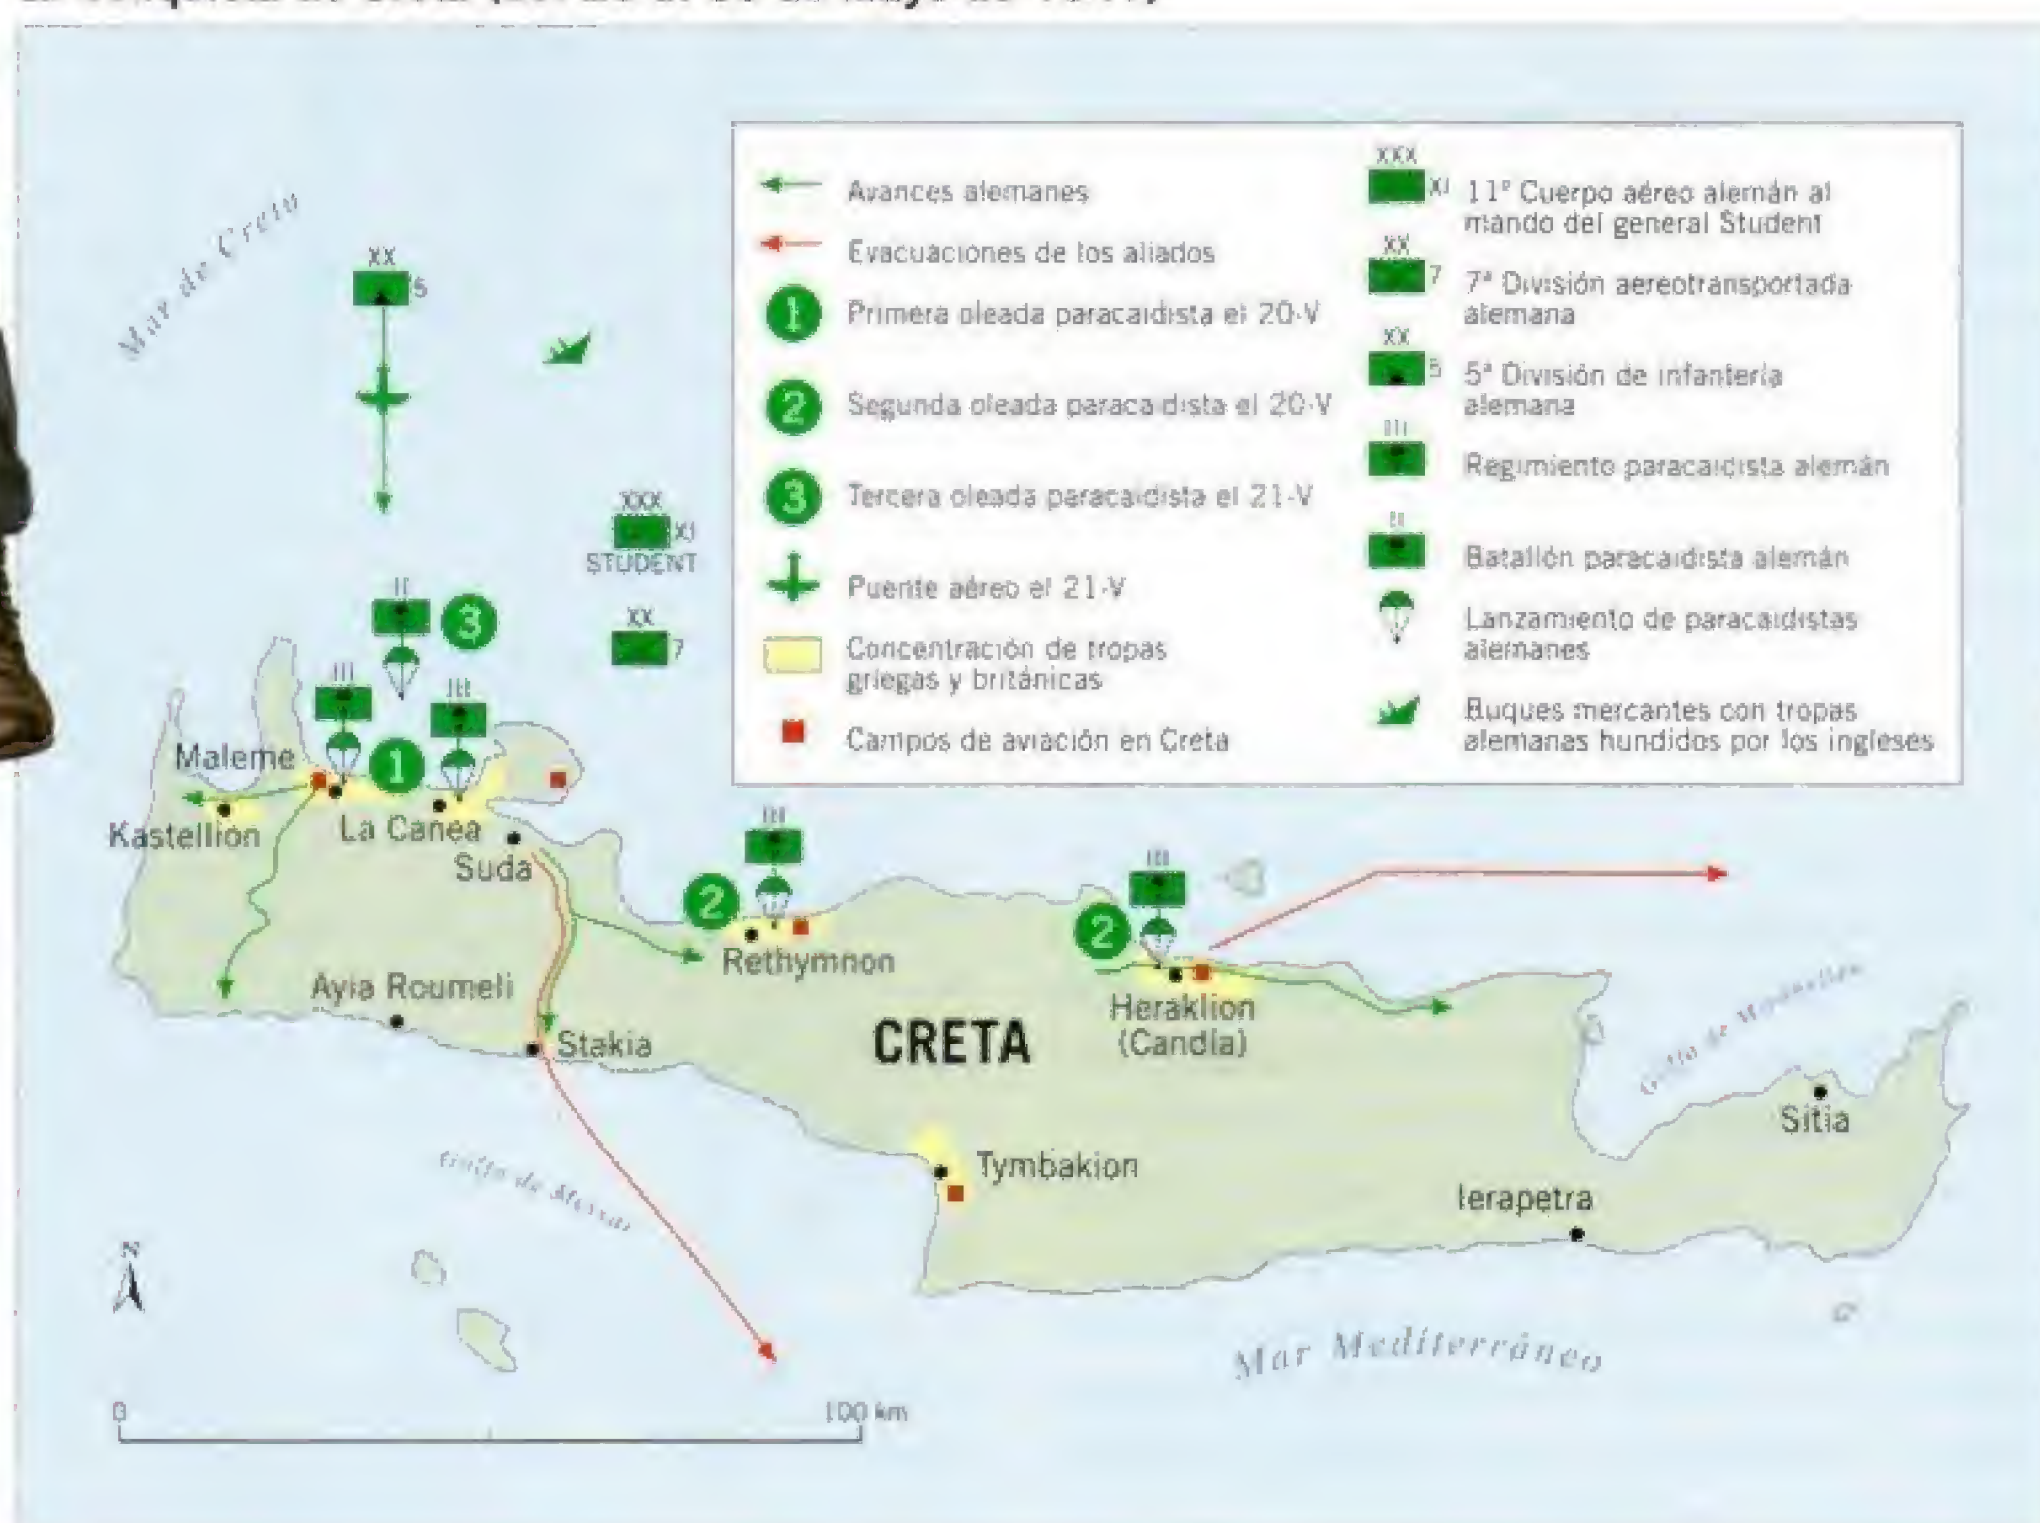 Mar de Creta
XX
5
XXX
XI
STUDENT
XX
7
II
3
III
III
1
Maleme
Kastellion
La Canea
Suda
III
2
Rethymnon
III
2
Heraklion
(Candía)
Ayia Roumeli
Stakia
CRETA
Tymbakion
Ierapetra
Sitia
Golfo de
Mar Mediterráneo
N
0
100 km
Avances alemanes
Evacuaciones de los aliados
1
Primera oleada paracaidista el 20-V
2
Segunda oleada paracaidista el 20-V
3
Tercera oleada paracaidista el 21-V
Puente aéreo el 21-V
Concentración de tropas
griegas y británicas
Campos de aviación en Creta
XXX
XI
11º Cuerpo aéreo alemán al
mando del general Student
XX
7
7ª División aereotransportada
alemana
XX
5
5ª División de infantería
alemana
III
Regimiento paracaidista alemán
II
Batallón paracaidista alemán
Lanzamiento de paracaidistas
alemanes
Buques mercantes con tropas
alemanas hundidos por los ingleses